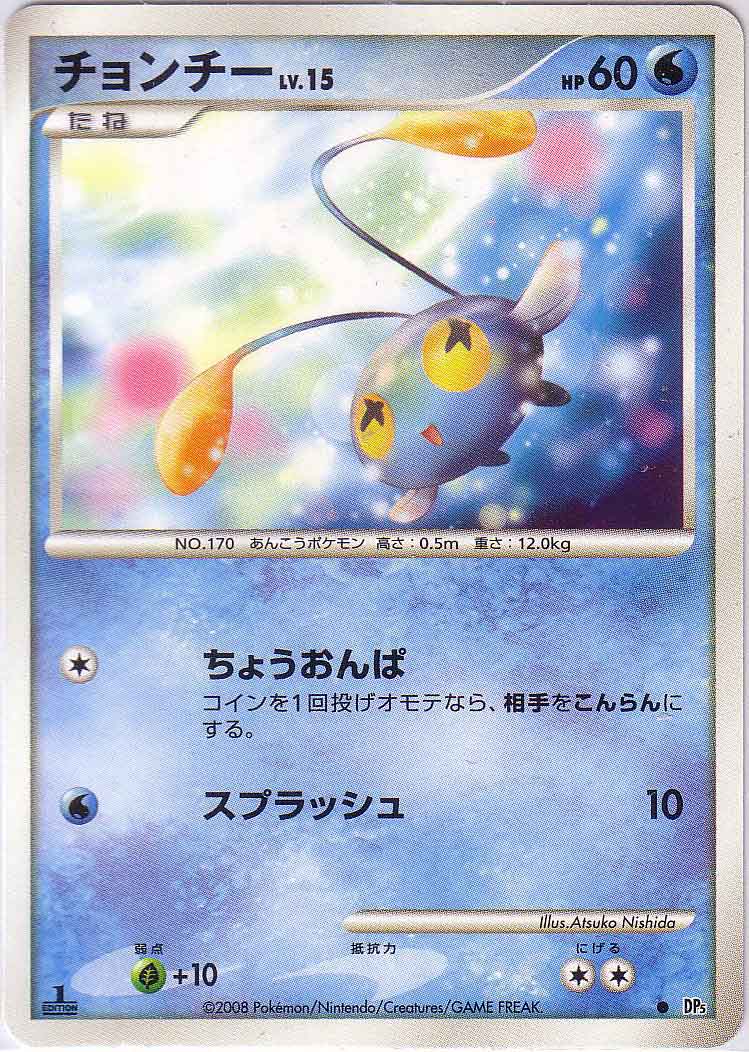 チョンチー LV.15 HP 60
たね
NO.170 あんこうポケモン 高さ:0.5m 重さ:12.0kg
ちょうおんぱ
コインを1回投げオモテなら、相手をこんらんに
する。
スプラッシュ 10
Illus.Atsuko Nishida
弱点 抵抗力 にげる
+10
1
EDITION
©2008 Pokémon/Nintendo/Creatures/GAME FREAK.
DP5